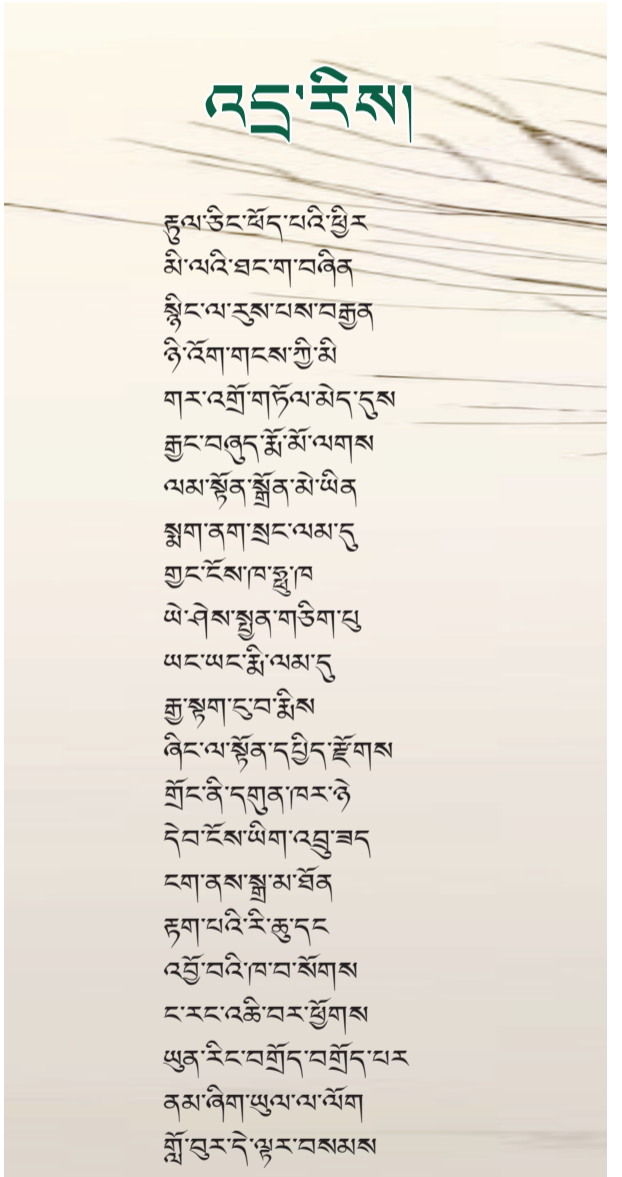 འདྲ་རིས།
རྟུལ་ཅིང་ཕོད་པའི་ཕྱིར
མི་ལའི་ཐང་ག་བཞིན
སྙིང་ལ་རུས་པས་བརྒྱན
ཉི་འོག་གངས་ཀྱི་མི
གར་འགྲོ་གཏོལ་མེད་དུས
རྒྱང་བཞུད་རྨོ་མོ་ལགས
ལམ་སྟོན་སྒྲོན་མེ་ཡིན
སྨག་ནག་སྲང་ལམ་དུ
གྱང་ངོས་ཁ་ཧྥུ་ཁ
ཡེ་ཤེས་སྤྱན་གཅིག་པུ
ཡང་ཡང་རྨི་ལམ་དུ
རྒྱ་སྟག་ངུ་བ་རྨིས
ཞིང་ལ་སྟོན་དཔྱིད་རྫོགས
གྲོང་ནི་དགུན་ཁར་ཉེ
དེབ་ངོས་ཡིག་འབྲུ་ཟད
ངག་ནས་སྒྲ་མ་ཐོན
རྟག་པའི་རི་ཆུ་དང
འབྱོ་བའི་ཁ་བ་སོགས
ང་རང་འཆི་བར་ཕྱོགས
ཡུན་རིང་བགྲོད་བགྲོད་པར
ནམ་ཞིག་ཡུལ་ལ་ལོག
གློ་བུར་དེ་ལྟར་བསམས